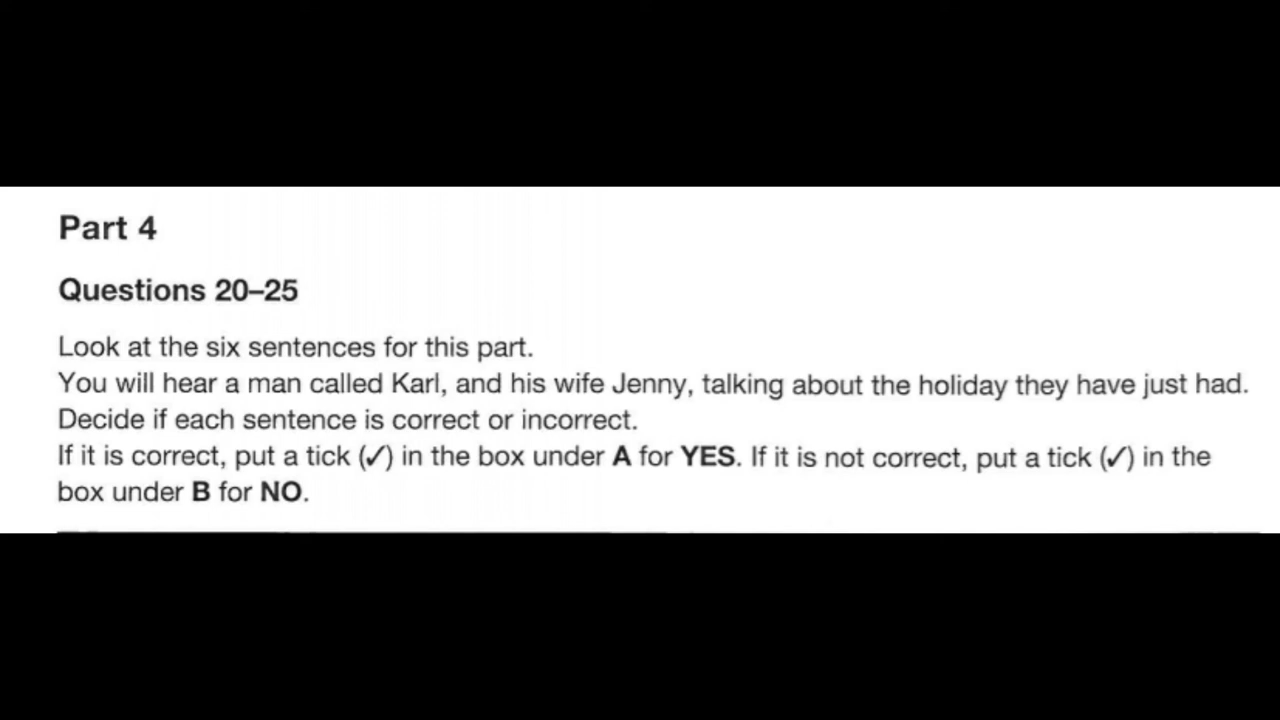 Part 4
Questions 20–25
Look at the six sentences for this part.
You will hear a man called Karl, and his wife Jenny, talking about the holiday they have just had.
Decide if each sentence is correct or incorrect.
If it is correct, put a tick (✓) in the box under A for YES. If it is not correct, put a tick (✓) in the
box under B for NO.